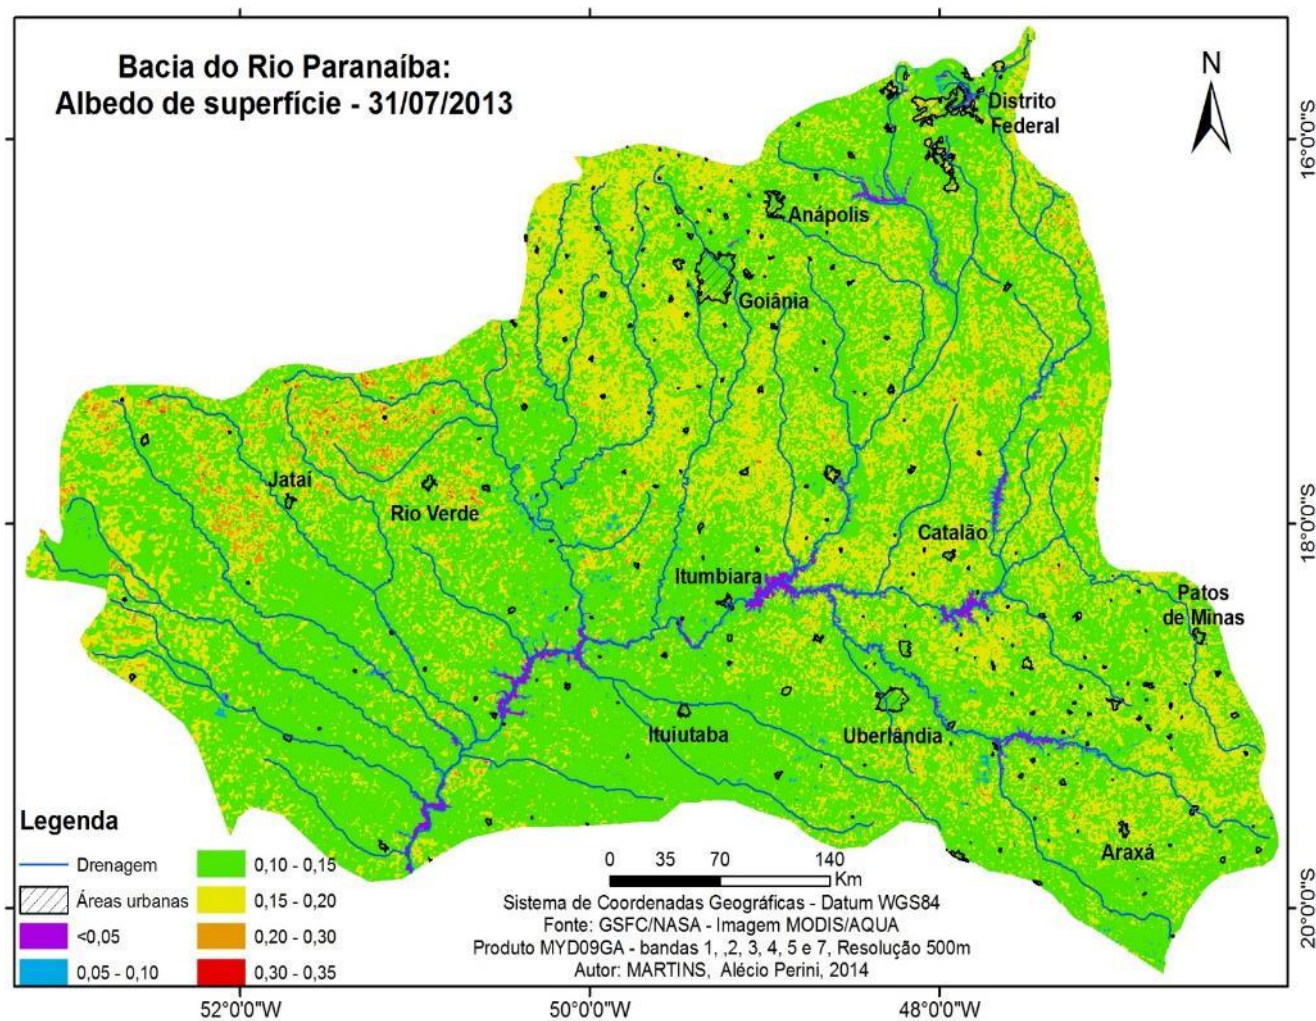 Bacia do Rio Paranaíba:
Albedo de superfície - 31/07/2013
N
Distrito
Federal
16°0'0"S
Anápolis
Goiânia
Jataí
Rio Verde
18°0'0"S
Catalão
Itumbiara
Patos
de Minas
Ituiutaba
Uberlândia
Araxá
20°0'0"S
Legenda
Drenagem
Áreas urbanas
<0,05
0,05 - 0,10
0,10 - 0,15
0,15 - 0,20
0,20 - 0,30
0,30 - 0,35
0 35 70 140
Km
Sistema de Coordenadas Geográficas - Datum WGS84
Fonte: GSFC/NASA - Imagem MODIS/AQUA
Produto MYD09GA - bandas 1, ,2, 3, 4, 5 e 7, Resolução 500m
Autor: MARTINS, Alécio Perini, 2014
52°0'0"W 50°0'0"W 48°0'0"W